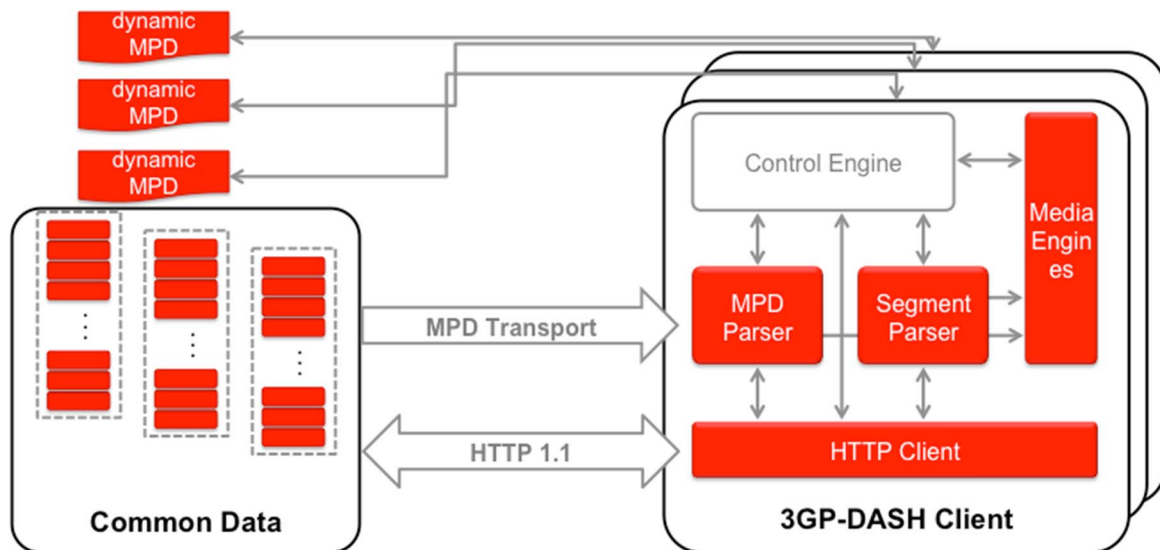 dynamic
MPD
dynamic
MPD
dynamic
MPD
Control Engine
Media
Engin
es
MPD
Parser
Segment
Parser
MPD Transport
HTTP 1.1
HTTP Client
Common Data
3GP-DASH Client